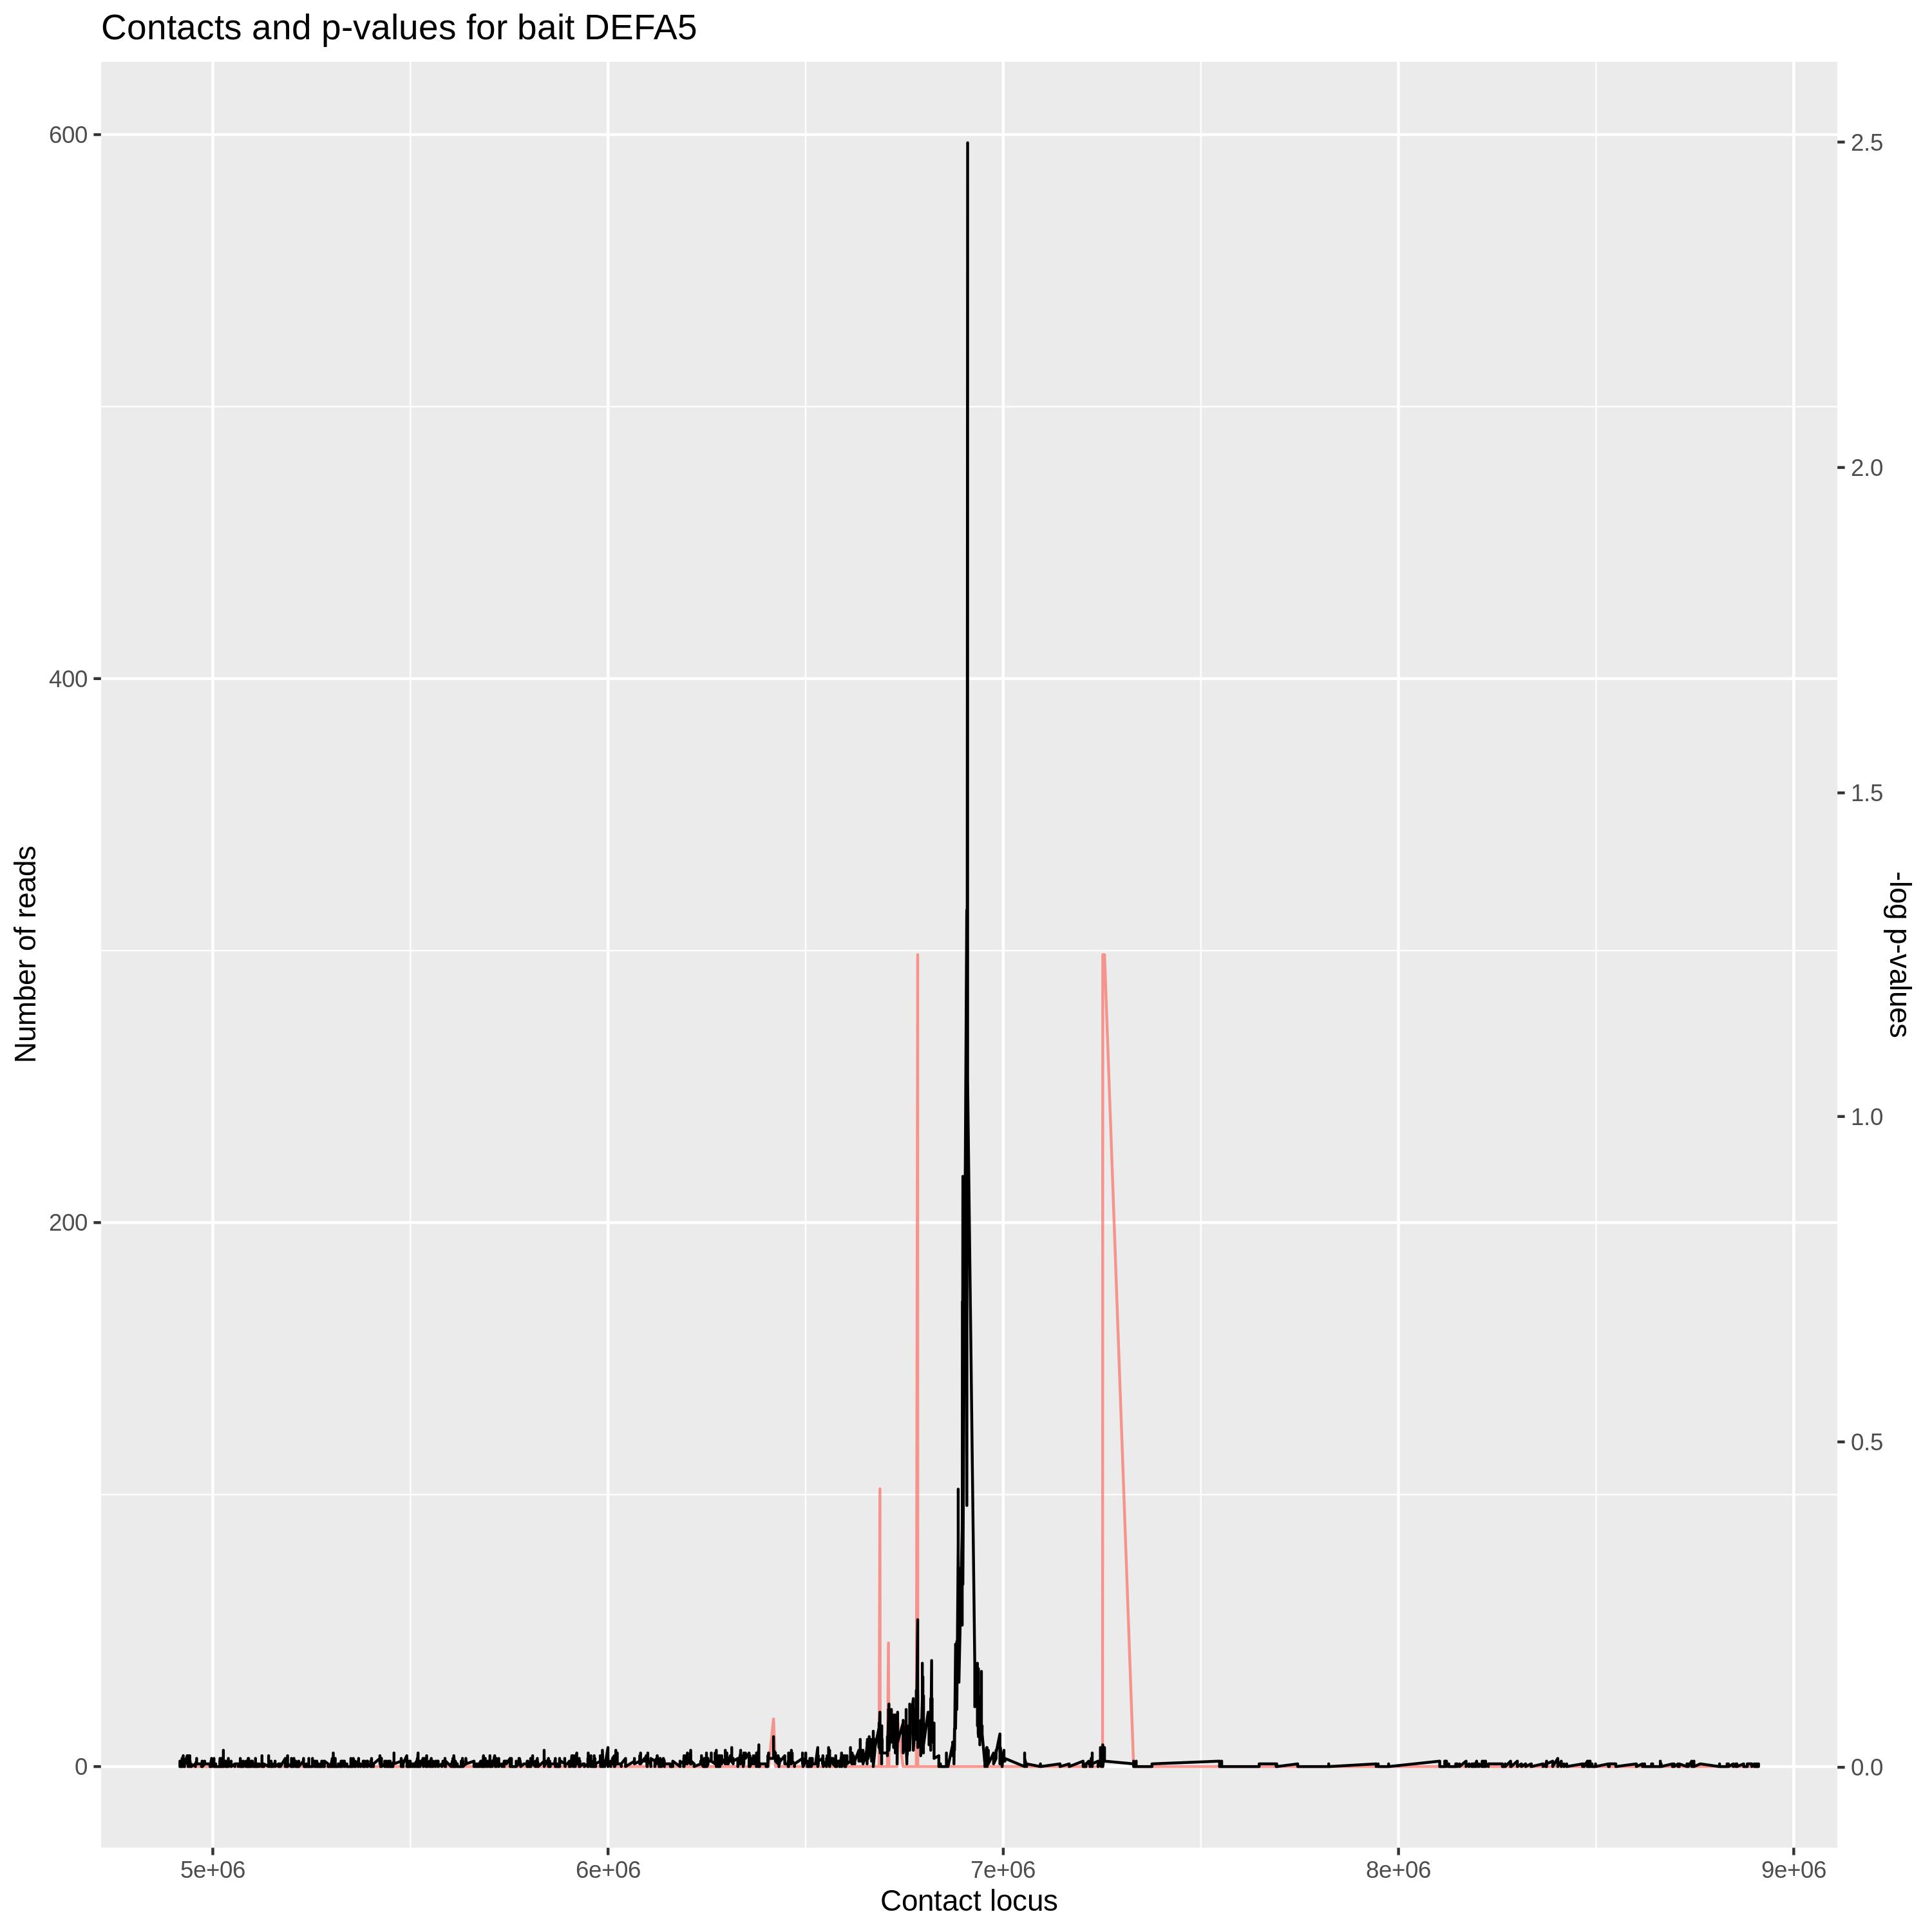 Contacts and p-values for bait DEFA5
600
400
200
0
Number of reads
2.5
2.0
1.5
1.0
0.5
0.0
-log p-values
5e+06 6e+06 7e+06 8e+06 9e+06
Contact locus